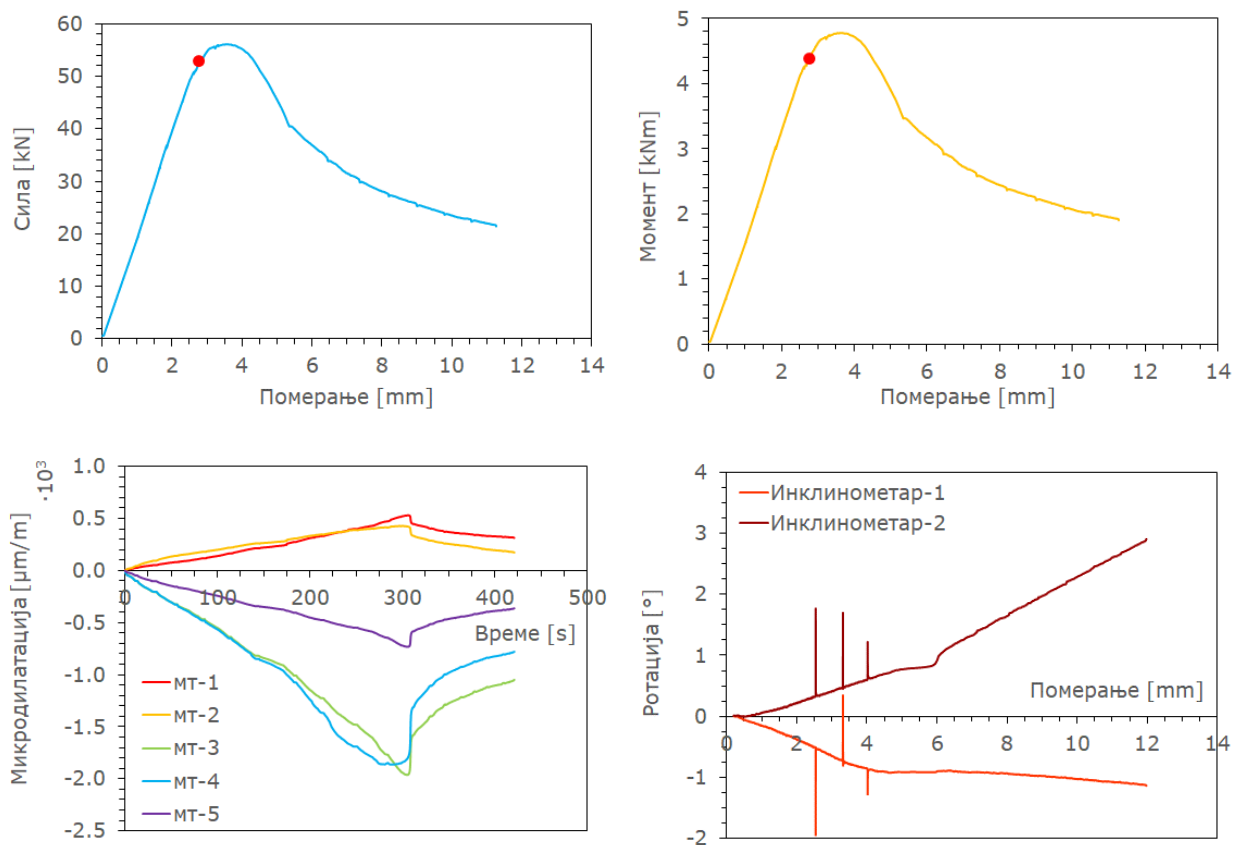 60
50
40
30
20
10
0
Сила [kN]
0 2 4 6 8 10 12 14
Померање [mm]
5
4
3
2
1
0
Момент [kNm]
0 2 4 6 8 10 12 14
Померање [mm]
·10³
1.0
0.5
0.0
-0.5
-1.0
-1.5
-2.0
-2.5
Микродилатација [µm/m]
0 100 200 300 400 500
Време [s]
мт-1
мт-2
мт-3
мт-4
мт-5
4
3
2
1
0
-1
-2
Ротација [°]
Инклинометар-1
Инклинометар-2
Померање [mm]
0 2 4 6 8 10 12 14